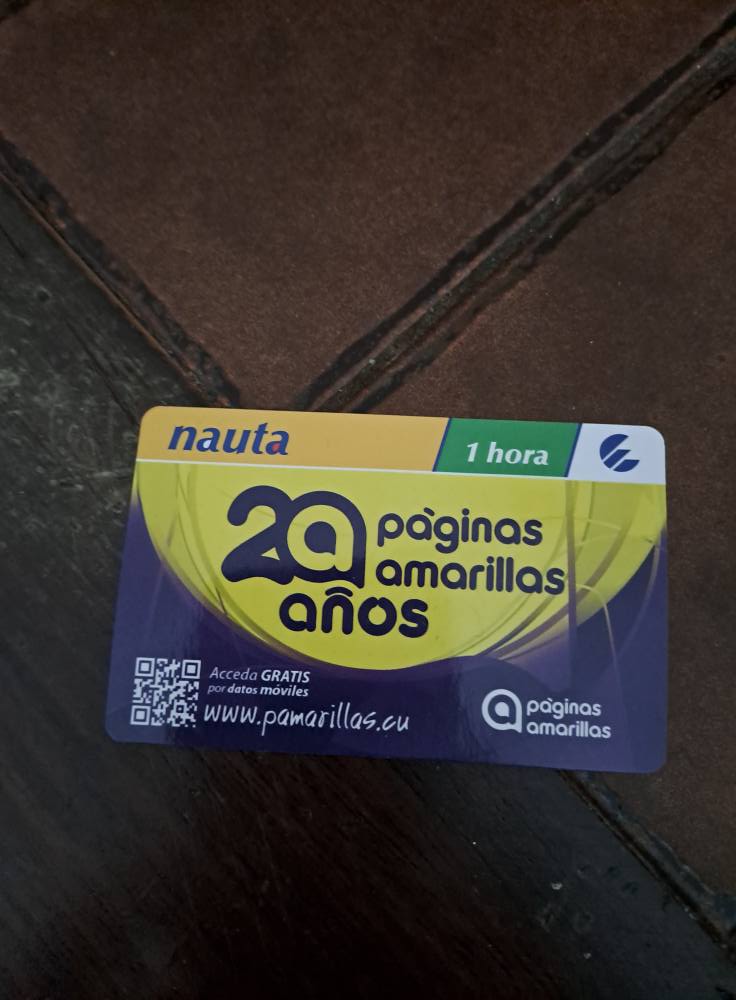 nauta
1 hora
20 páginas
amarillas
años
Acceda GRATIS
por datos móviles
www.pamarillas.cu
páginas
amarillas